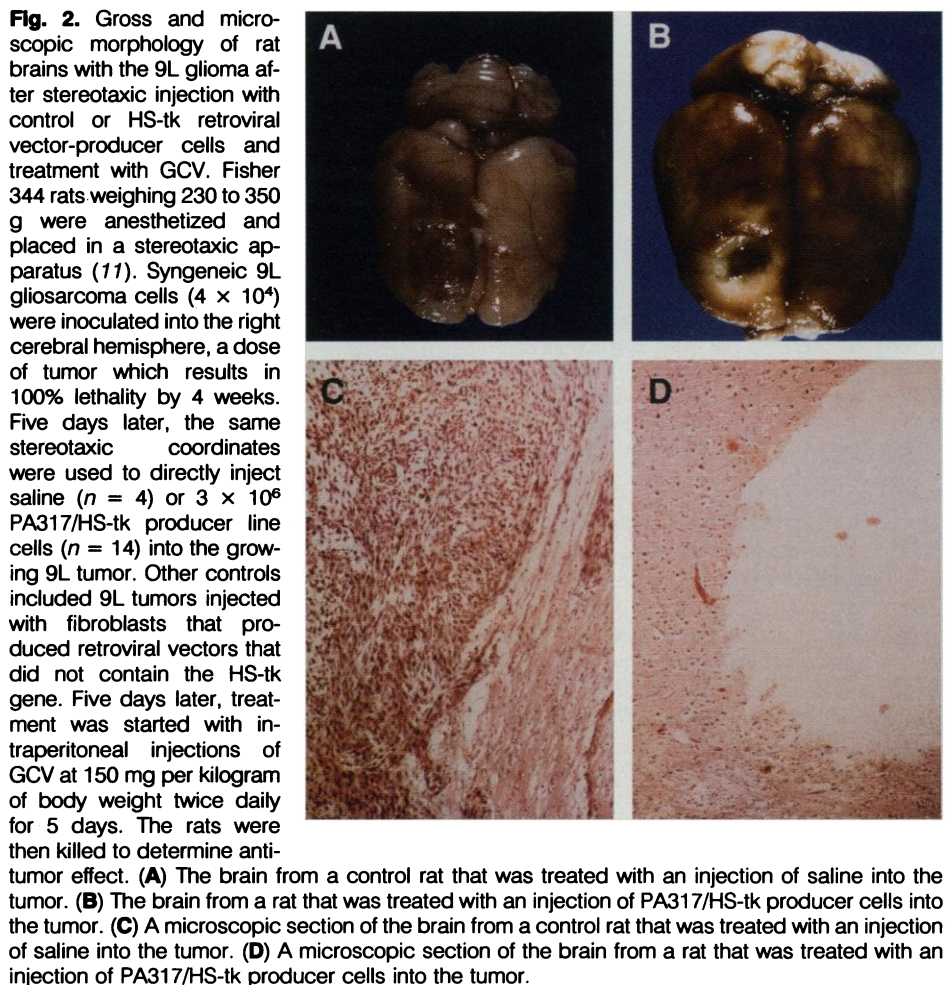 Fig. 2. Gross and micro-
scopic morphology of rat
brains with the 9L glioma af-
ter stereotaxic injection with
control or HS-tk retroviral
vector-producer cells and
treatment with GCV. Fisher
344 rats weighing 230 to 350
g were anesthetized and
placed in a stereotaxic ap-
paratus (11). Syngeneic 9L
gliosarcoma cells (4 × 10⁴)
were inoculated into the right
cerebral hemisphere, a dose
of tumor which results in
100% lethality by 4 weeks.
Five days later, the same
stereotaxic coordinates
were used to directly inject
saline (n = 4) or 3 × 10⁶
PA317/HS-tk producer line
cells (n = 14) into the grow-
ing 9L tumor. Other controls
included 9L tumors injected
with fibroblasts that pro-
duced retroviral vectors that
did not contain the HS-tk
gene. Five days later, treat-
ment was started with in-
traperitoneal injections of
GCV at 150 mg per kilogram
of body weight twice daily
for 5 days. The rats were
then killed to determine anti-
tumor effect. (A) The brain from a control rat that was treated with an injection of saline into the
tumor. (B) The brain from a rat that was treated with an injection of PA317/HS-tk producer cells into
the tumor. (C) A microscopic section of the brain from a control rat that was treated with an injection
of saline into the tumor. (D) A microscopic section of the brain from a rat that was treated with an
injection of PA317/HS-tk producer cells into the tumor.
A
B
C
D